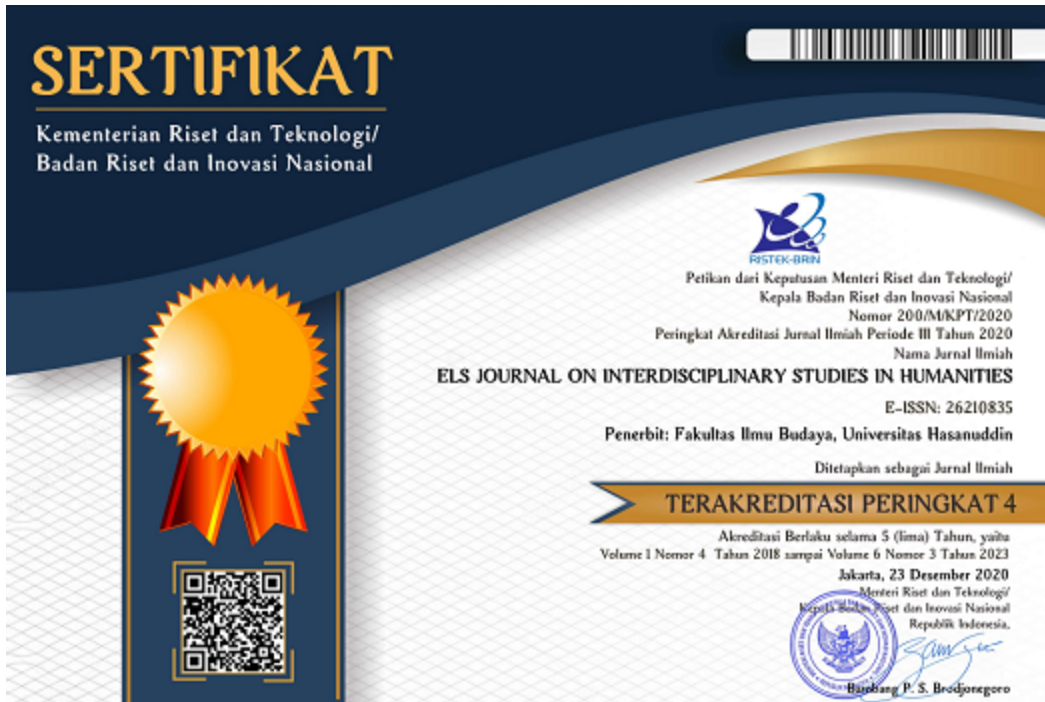 SERTIFIKAT
Kementerian Riset dan Teknologi/
Badan Riset dan Inovasi Nasional
RISTEK-BRIN
Petikan dari Keputusan Menteri Riset dan Teknologi/
Kepala Badan Riset dan Inovasi Nasional
Nomor 200/M/KPT/2020
Peringkat Akreditasi Jurnal Ilmiah Periode III Tahun 2020
Nama Jurnal Ilmiah
ELS JOURNAL ON INTERDISCIPLINARY STUDIES IN HUMANITIES
E-ISSN: 26210835
Penerbit: Fakultas Ilmu Budaya, Universitas Hasanuddin
Ditetapkan sebagai Jurnal Ilmiah
TERAKREDITASI PERINGKAT 4
Akreditasi Berlaku selama 5 (lima) Tahun, yaitu
Volume 1 Nomor 4 Tahun 2018 sampai Volume 6 Nomor 3 Tahun 2023
Jakarta, 23 Desember 2020
Menteri Riset dan Teknologi/
Kepala Badan Riset dan Inovasi Nasional
Republik Indonesia,
Bambang P. S. Brodjonegoro